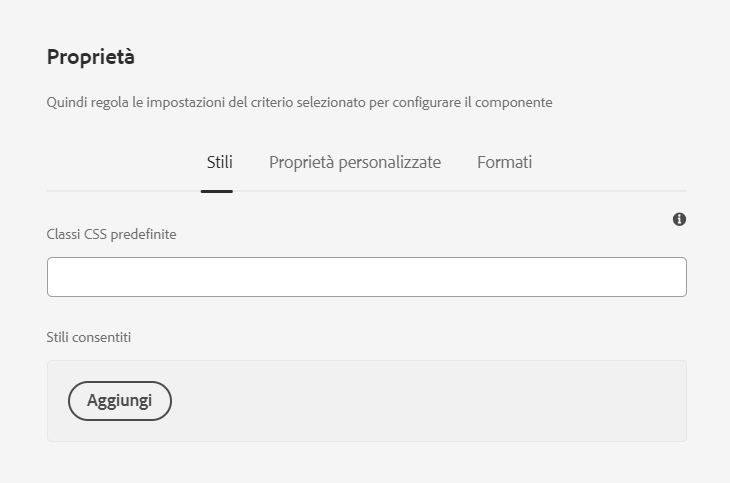 Proprietà
Quindi regola le impostazioni del criterio selezionato per configurare il componente
Stili Proprietà personalizzate Formati
Classi CSS predefinite
Stili consentiti
Aggiungi